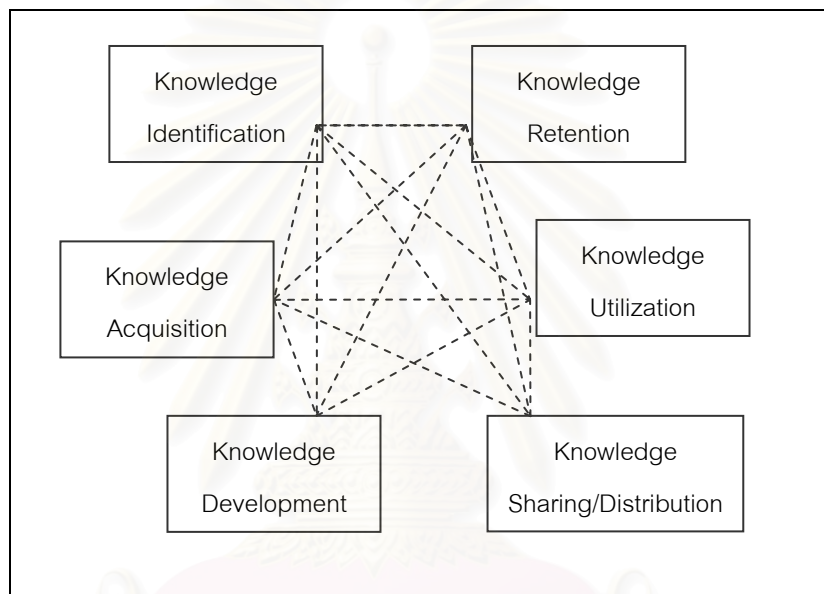 Knowledge
Identification
Knowledge
Retention
Knowledge
Acquisition
Knowledge
Utilization
Knowledge
Development
Knowledge
Sharing/Distribution